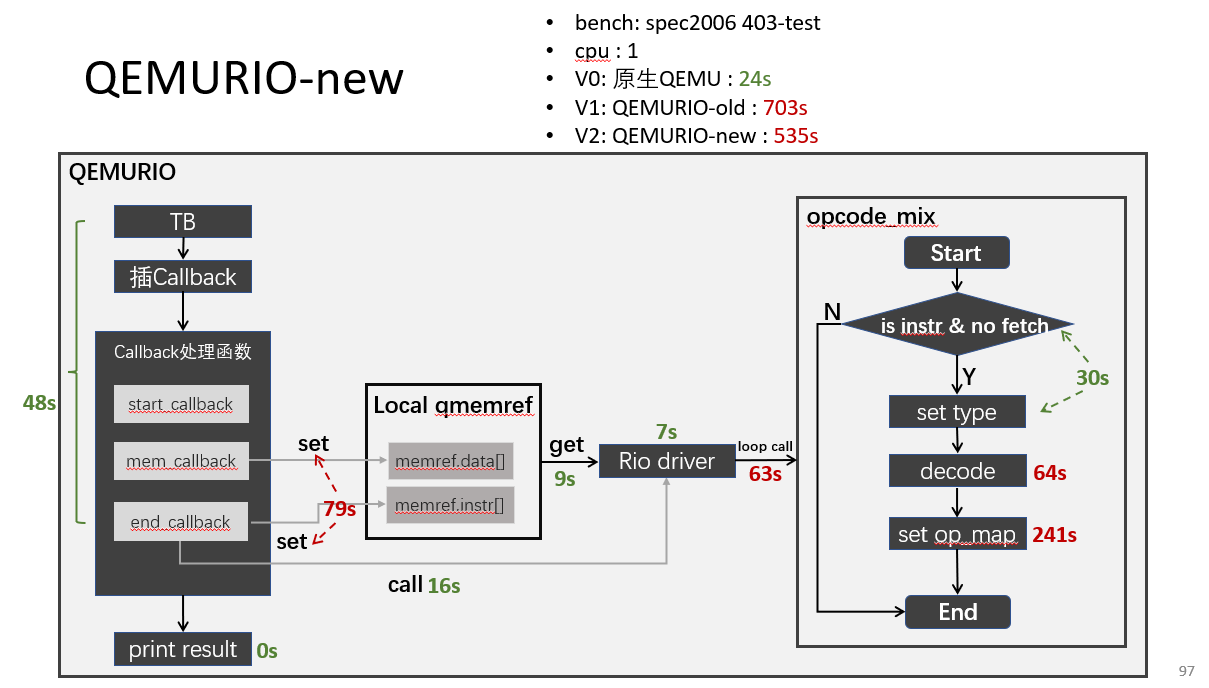 QEMURIO-new
• bench: spec2006 403-test
• cpu : 1
• V0: 原生QEMU : 24s
• V1: QEMURIO-old : 703s
• V2: QEMURIO-new : 535s
QEMURIO
TB
插Callback
Callback处理函数
start_callback
mem_callback
end_callback
48s
print result
0s
set
79s
set
Local qmemref
memref.data[]
memref.instr[]
get
9s
call 16s
7s
Rio driver
loop call
63s
opcode_mix
Start
is instr & no fetch
N
Y
30s
set type
decode
64s
set op_map
241s
End
97